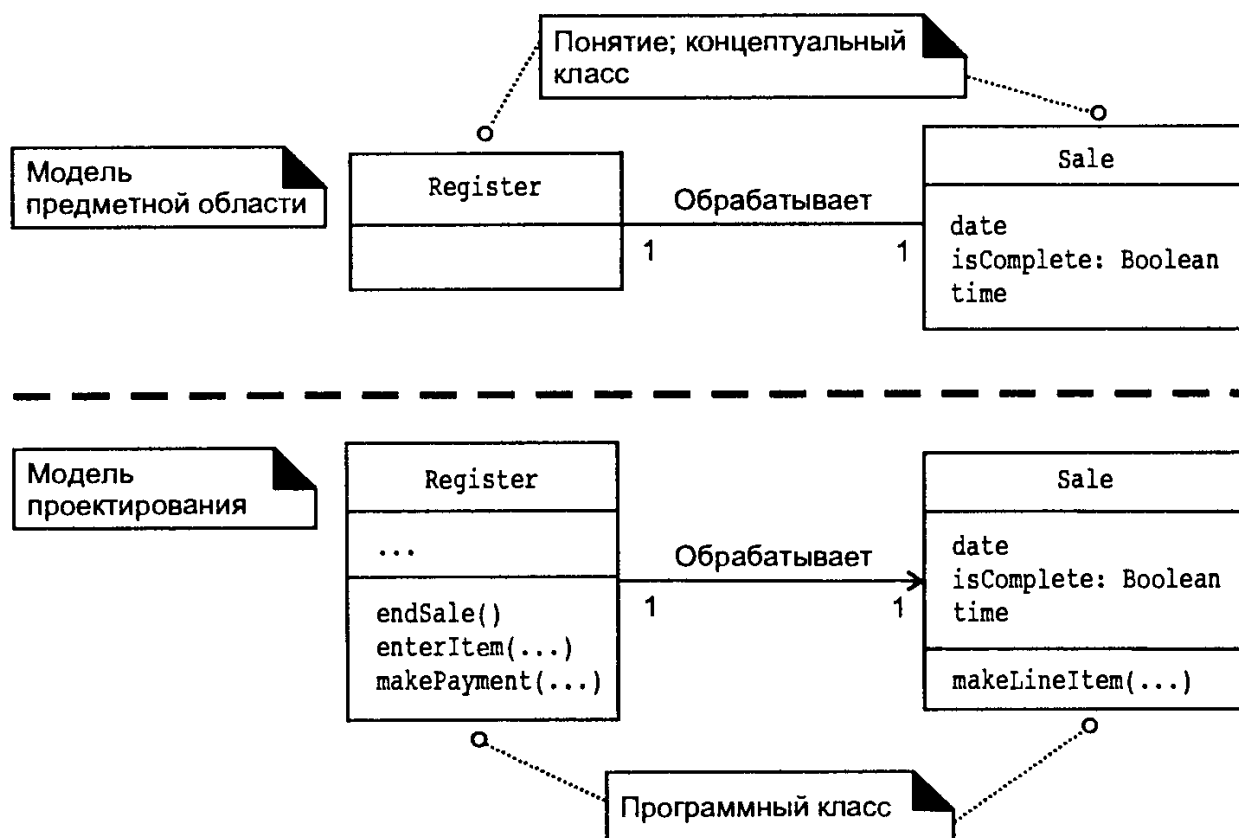 Понятие; концептуальный
класс
Модель
предметной области
Register
Обрабатывает
1
1
Sale
date
isComplete: Boolean
time
Модель
проектирования
Register
...
endSale()
enterItem(...)
makePayment(...)
Обрабатывает
1
1
Sale
date
isComplete: Boolean
time
makeLineItem(...)
Программный класс